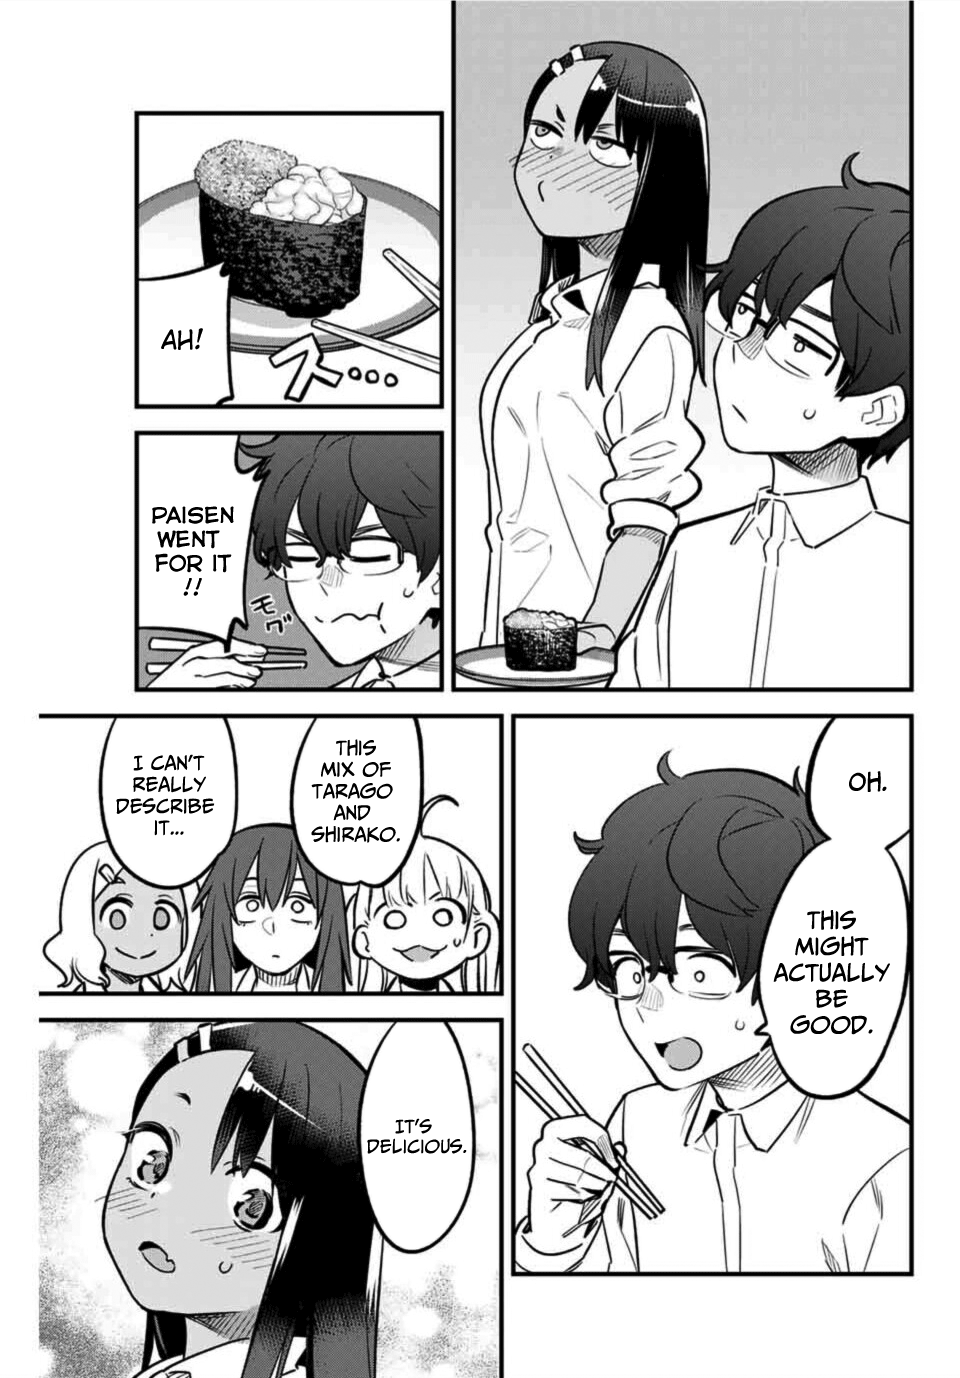 AH!
ス…
PAISEN
WENT
FOR IT
!!
モグ
OH.
THIS
MIGHT
ACTUALLY
BE
GOOD.
THIS
MIX OF
TARAGO
AND
SHIRAKO.
I CAN'T
REALLY
DESCRIBE
IT...
IT'S
DELICIOUS.